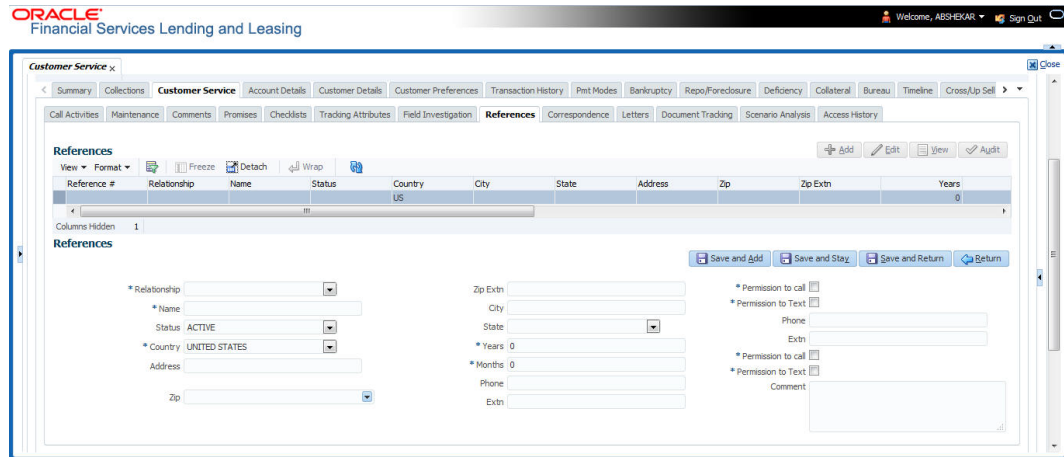 ORACLE
Financial Services Lending and Leasing
Welcome, ABSHEKAR Sign Out
Customer Service x
Close
Summary Collections Customer Service Account Details Customer Details Customer Preferences Transaction History Pmt Modes Bankruptcy Repo/Foreclosure Deficiency Collateral Bureau Timeline Cross/Up Sell
Call Activities Maintenance Comments Promises Checklists Tracking Attributes Field Investigation References Correspondence Letters Document Tracking Scenario Analysis Access History
References
Add Edit View Audit
View Format Freeze Detach Wrap
Reference # Relationship Name Status Country City State Address Zip Zip Extn Years
US 0
Columns Hidden 1
References
Save and Add Save and Stay Save and Return Return
* Relationship
* Name
Status ACTIVE
* Country UNITED STATES
Address
Zip
Zip Extn
City
State
* Years 0
* Months 0
Phone
Extn
* Permission to call
* Permission to Text
Phone
Extn
* Permission to call
* Permission to Text
Comment